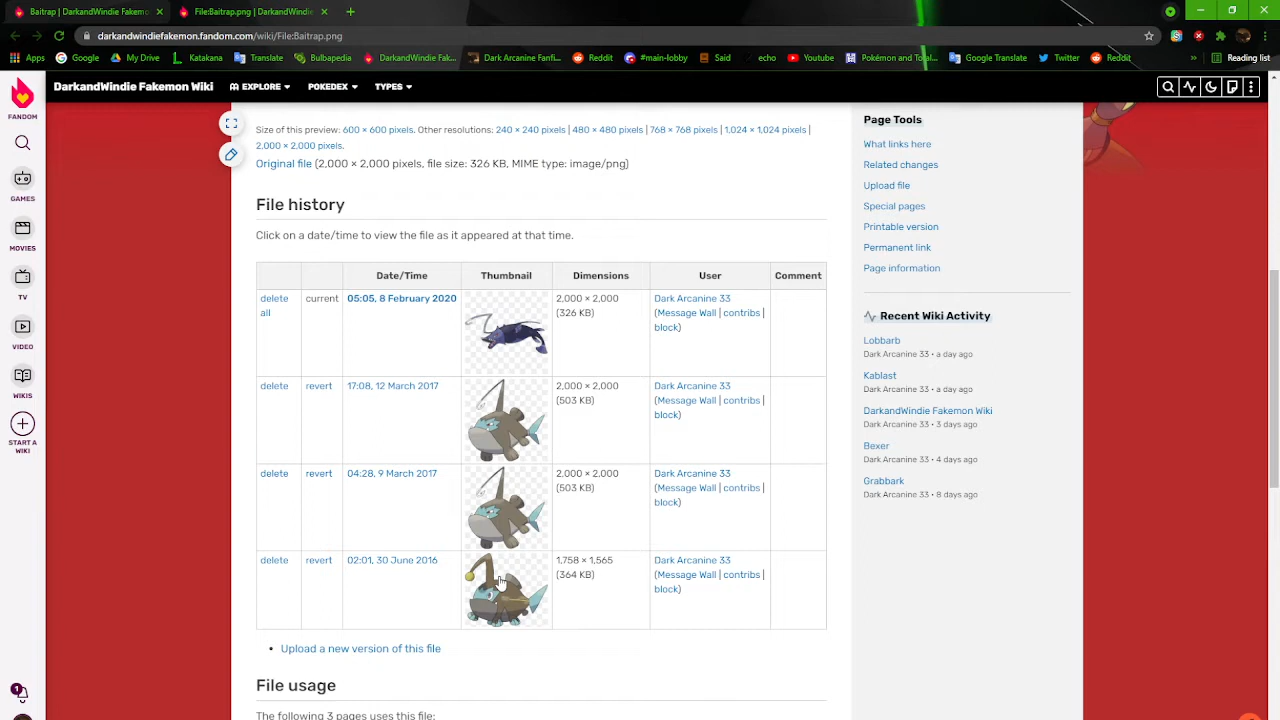 Baitrap | DarkandWindie Fakemo
File:Baitrap.png | DarkandWindie
darkandwindiefakemon.fandom.com/wiki/File:Baitrap.png
Apps Google My Drive Katakana Translate Bulbapedia DarkandWindie Fak... Dark Arcanine Fanfi... Reddit #main-lobby Said echo YouTube Pokémon and Total... Google Translate Twitter Reddit » Reading list
DarkandWindie Fakemon Wiki EXPLORE POKEDEX TYPES
FANDOM
GAMES
MOVIES
TV
VIDEO
WIKIS
START A
WIKI
1
Size of this preview: 600 × 600 pixels. Other resolutions: 240 × 240 pixels | 480 × 480 pixels | 768 × 768 pixels | 1,024 × 1,024 pixels |
2,000 × 2,000 pixels.
Original file (2,000 × 2,000 pixels, file size: 326 KB, MIME type: image/png)
File history
Click on a date/time to view the file as it appeared at that time.
Date/Time Thumbnail Dimensions User Comment
delete all current 05:05, 8 February 2020 2,000 × 2,000 (326 KB) Dark Arcanine 33 (Message Wall | contribs | block)
delete revert 17:08, 12 March 2017 2,000 × 2,000 (503 KB) Dark Arcanine 33 (Message Wall | contribs | block)
delete revert 04:28, 9 March 2017 2,000 × 2,000 (503 KB) Dark Arcanine 33 (Message Wall | contribs | block)
delete revert 02:01, 30 June 2016 1,758 × 1,565 (364 KB) Dark Arcanine 33 (Message Wall | contribs | block)
Upload a new version of this file
File usage
The following 3 pages uses this file:
Page Tools
What links here
Related changes
Upload file
Special pages
Printable version
Permanent link
Page information
Recent Wiki Activity
Lobbarb
Dark Arcanine 33 • a day ago
Kablast
Dark Arcanine 33 • a day ago
DarkandWindie Fakemon Wiki
Dark Arcanine 33 • 3 days ago
Bexer
Dark Arcanine 33 • 4 days ago
Grabbark
Dark Arcanine 33 • 8 days ago